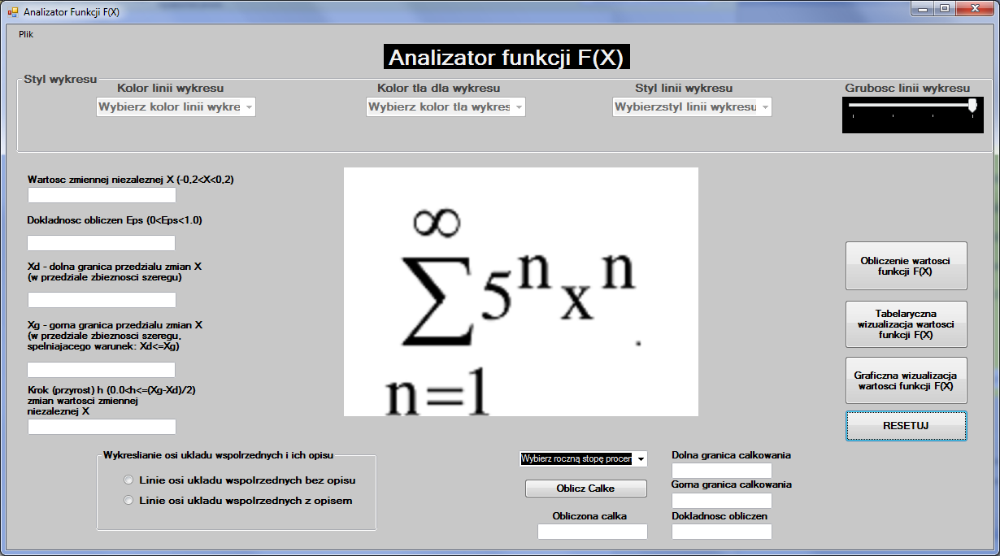 Analizator Funkcji F(X)
Plik
Analizator funkcji F(X)
Styl wykresu
Kolor linii wykresu
Kolor tla dla wykresu
Styl linii wykresu
Grubosc linii wykresu
Wybierz kolor linii wykre
Wybierz kolor tla wykres
Wybierzstyl linii wykresu
Wartosc zmiennej niezaleznej X (-0,2<X<0,2)
Dokladnosc obliczen Eps (0<Eps<1.0)
Xd - dolna granica przedzialu zmian X
(w przedziale zbieznosci szeregu)
Xg - gorna granica przedzialu zmian X
(w przedziale zbieznosci szeregu,
spelniajacego warunek: Xd<=Xg)
Krok (przyrost) h (0.0<h<=(Xg-Xd)/2)
zmian wartosci zmiennej
niezaleznej X
∞
∑ 5ⁿ xⁿ .
n=1
Obliczenie wartosci
funkcji F(X)
Tabelaryczna
wizualizacja wartosci
funkcji F(X)
Graficzna wizualizacja
wartosci funkcji F(X)
RESETUJ
Wykreslianie osi ukladu wspolrzednych i ich opisu
Linie osi ukladu wspolrzednych bez opisu
Linie osi ukladu wspolrzednych z opisem
Wybierz roczną stopę procen
Oblicz Calke
Obliczona calka
Dolna granica calkowania
Gorna granica calkowania
Dokladnosc obliczen